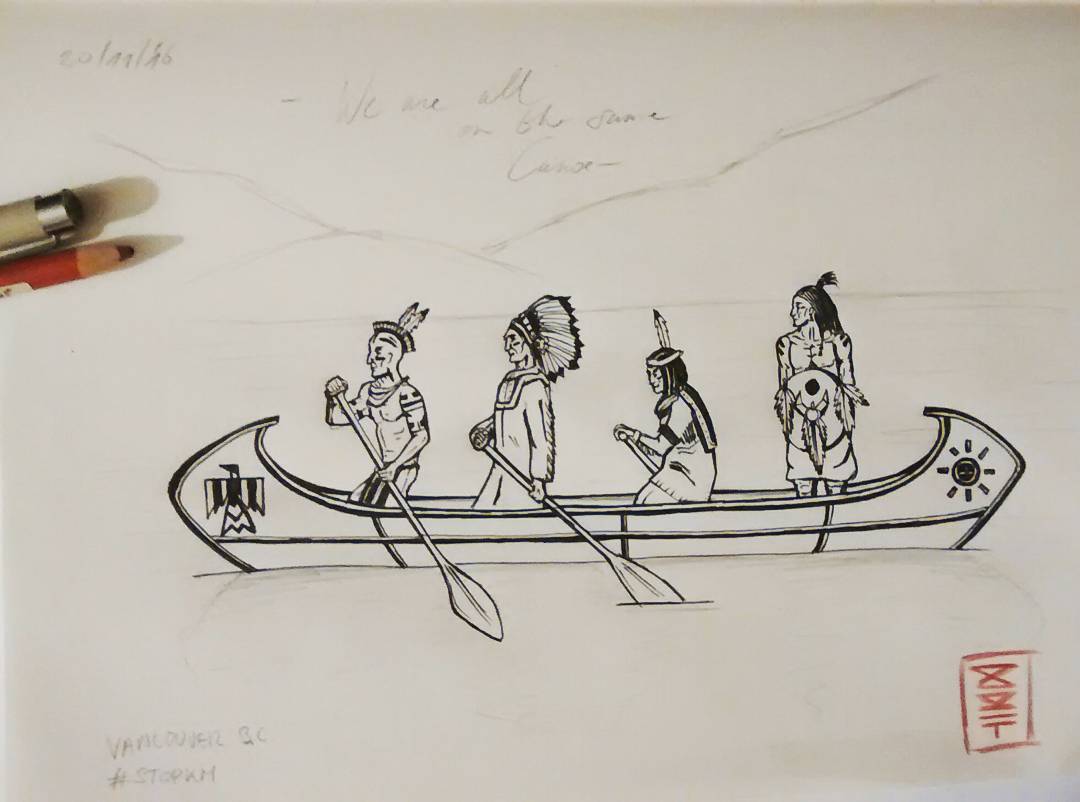 20/11/16
- We are all
on the same
Canoe -
VANCOUVER BC
#STOPKM